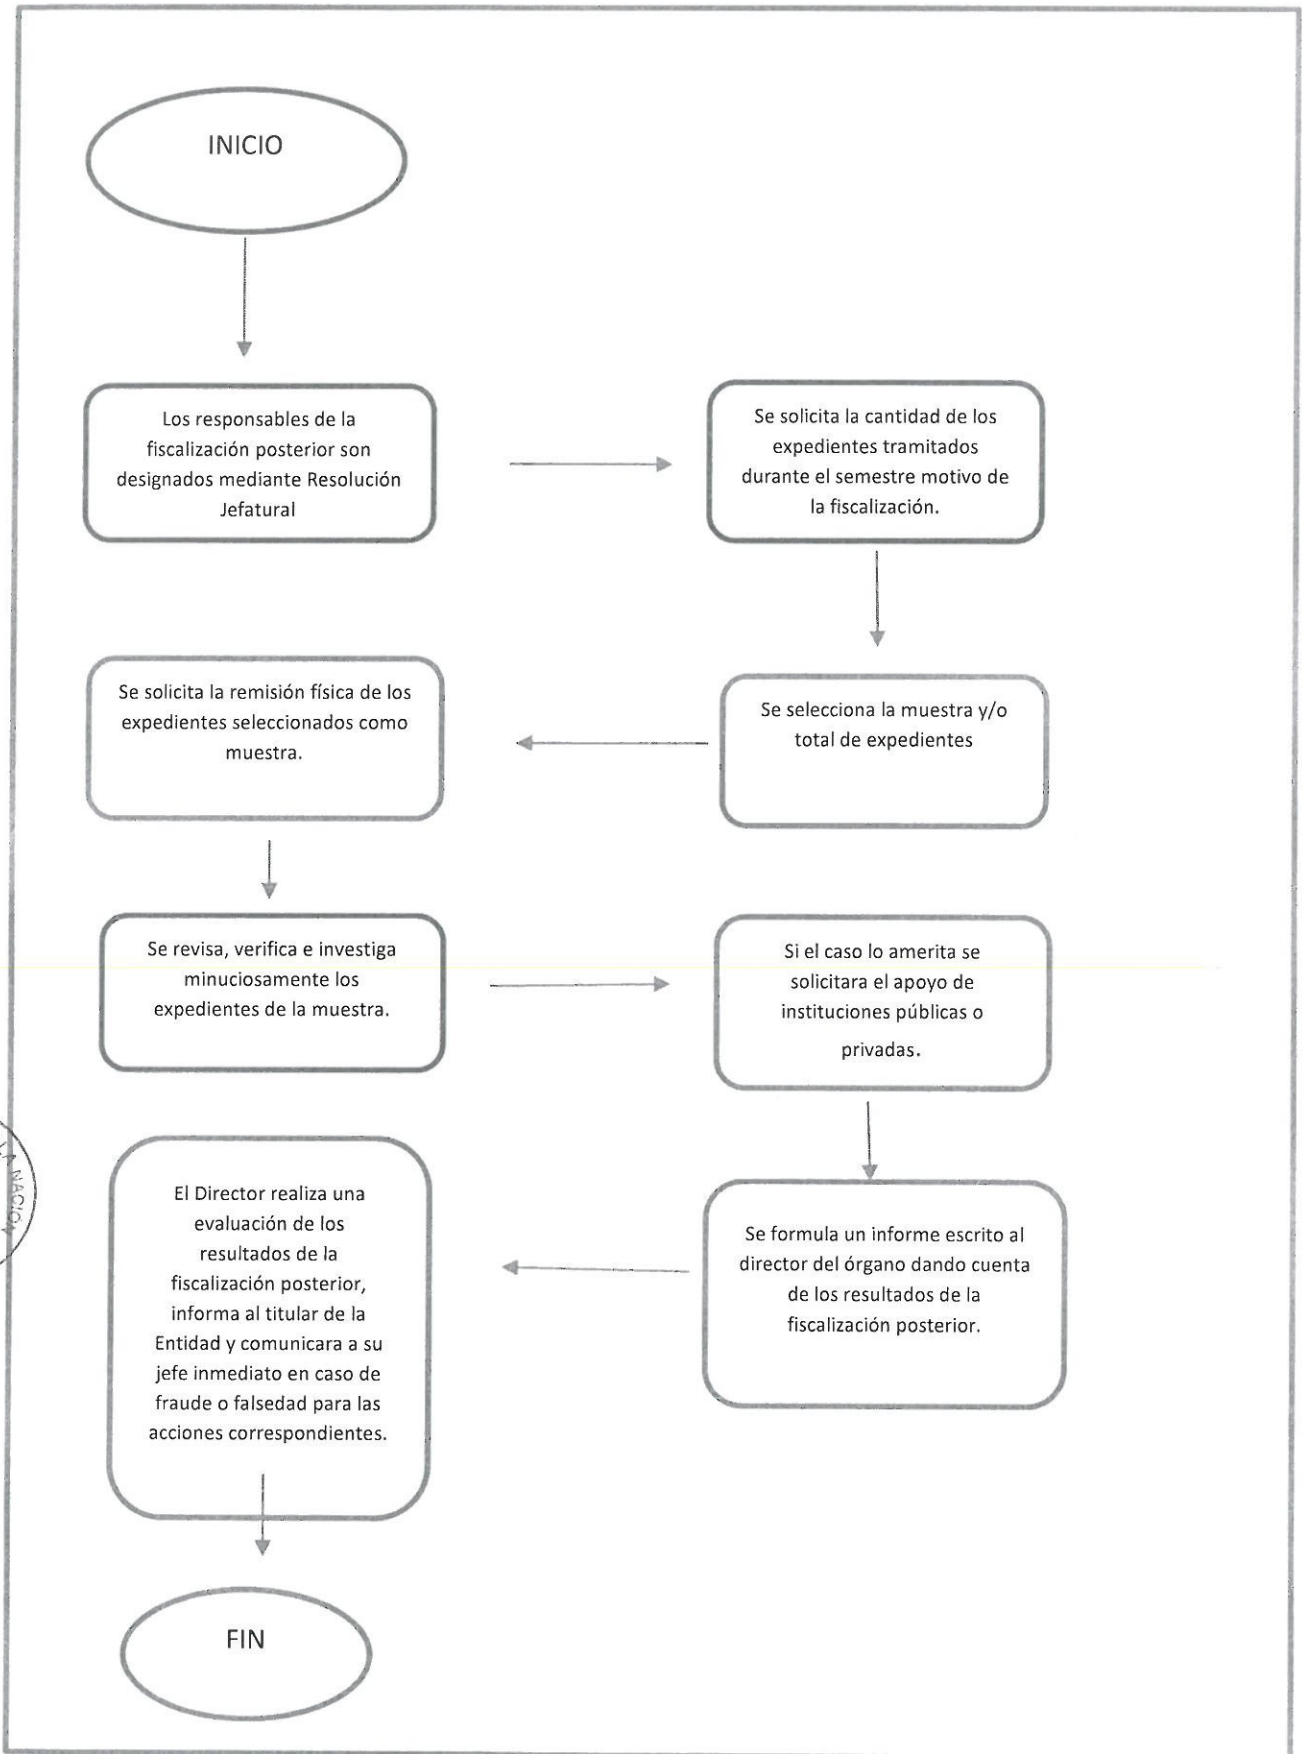 INICIO
Los responsables de la
fiscalización posterior son
designados mediante Resolución
Jefatural
Se solicita la cantidad de los
expedientes tramitados
durante el semestre motivo de
la fiscalización.
Se selecciona la muestra y/o
total de expedientes
Se solicita la remisión física de los
expedientes seleccionados como
muestra.
Se revisa, verifica e investiga
minuciosamente los
expedientes de la muestra.
Si el caso lo amerita se
solicitara el apoyo de
instituciones públicas o
privadas.
Se formula un informe escrito al
director del órgano dando cuenta
de los resultados de la
fiscalización posterior.
El Director realiza una
evaluación de los
resultados de la
fiscalización posterior,
informa al titular de la
Entidad y comunicara a su
jefe inmediato en caso de
fraude o falsedad para las
acciones correspondientes.
FIN
LA NACIÓN